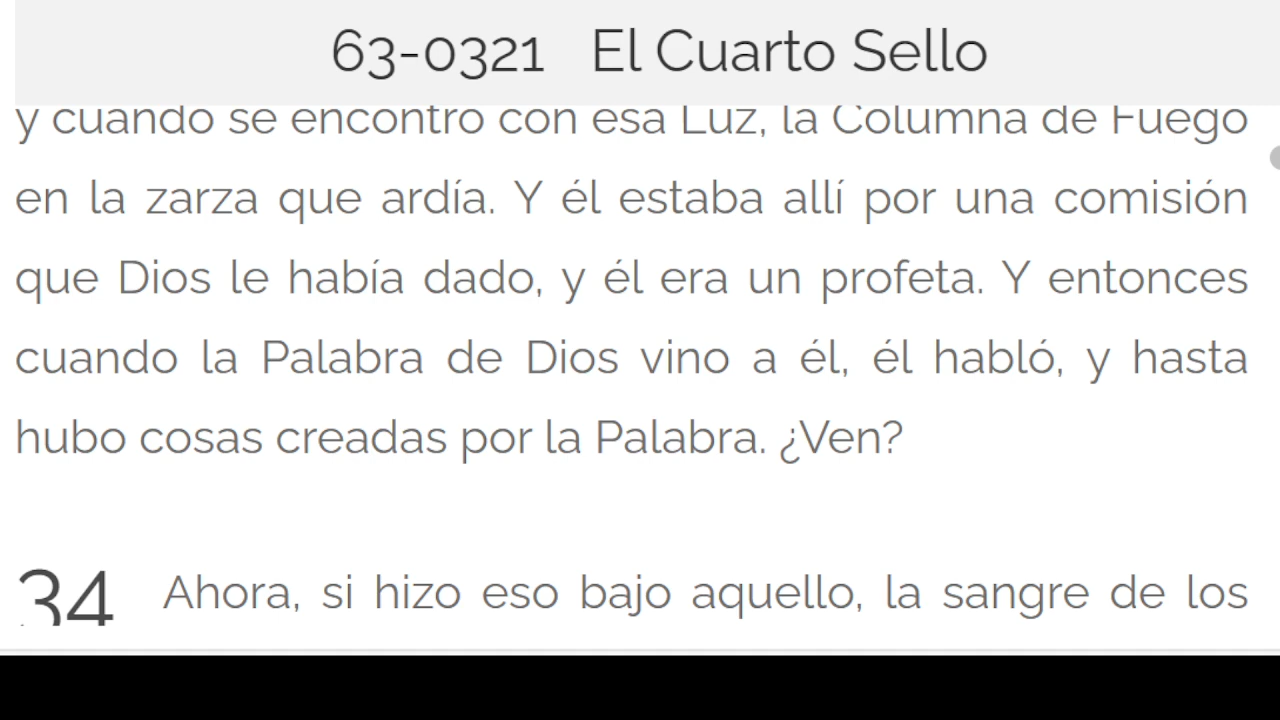 63-0321 El Cuarto Sello
y cuando se encontró con esa Luz, la Columna de Fuego
en la zarza que ardía. Y él estaba allí por una comisión
que Dios le había dado, y él era un profeta. Y entonces
cuando la Palabra de Dios vino a él, él habló, y hasta
hubo cosas creadas por la Palabra. ¿Ven?
34 Ahora, si hizo eso bajo aquello, la sangre de los